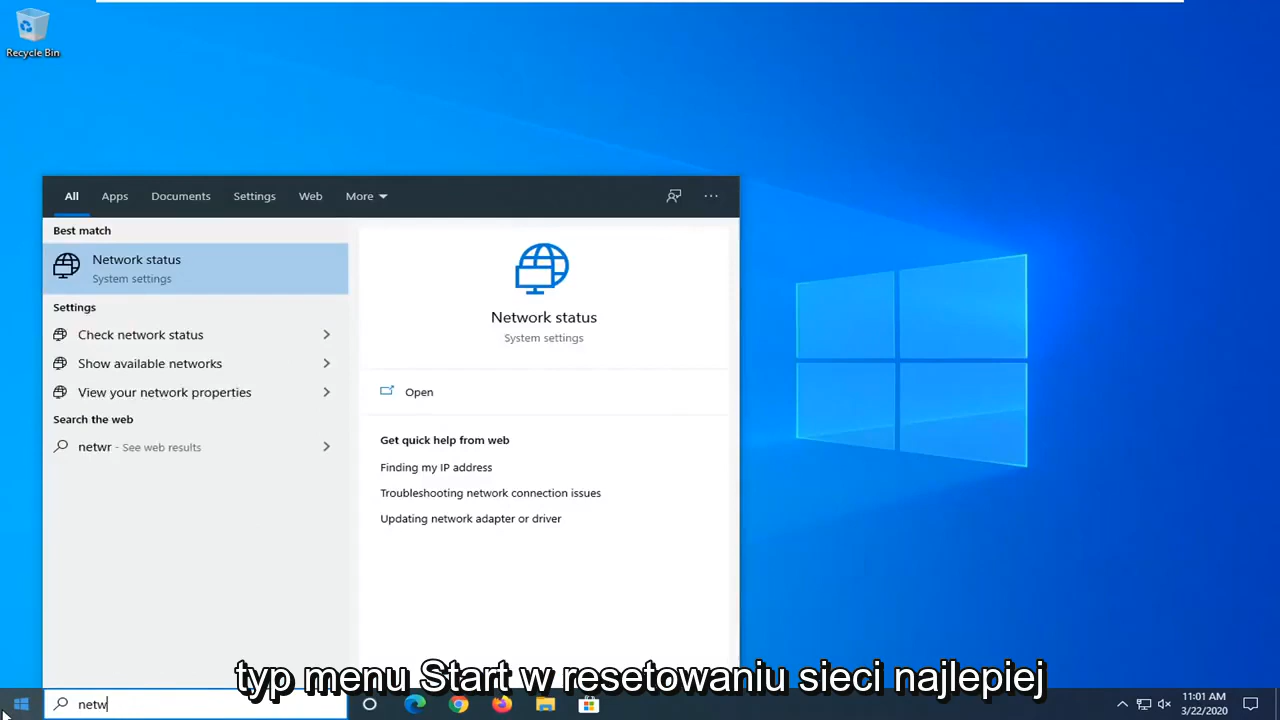 Recycle Bin
All Apps Documents Settings Web More
Best match
Network status
System settings
Settings
Check network status
Show available networks
View your network properties
Search the web
netwr - See web results
Network status
System settings
Open
Get quick help from web
Finding my IP address
Troubleshooting network connection issues
Updating network adapter or driver
typ menu Start w resetowaniu sieci najlepiej
netw
11:01 AM
3/22/2020